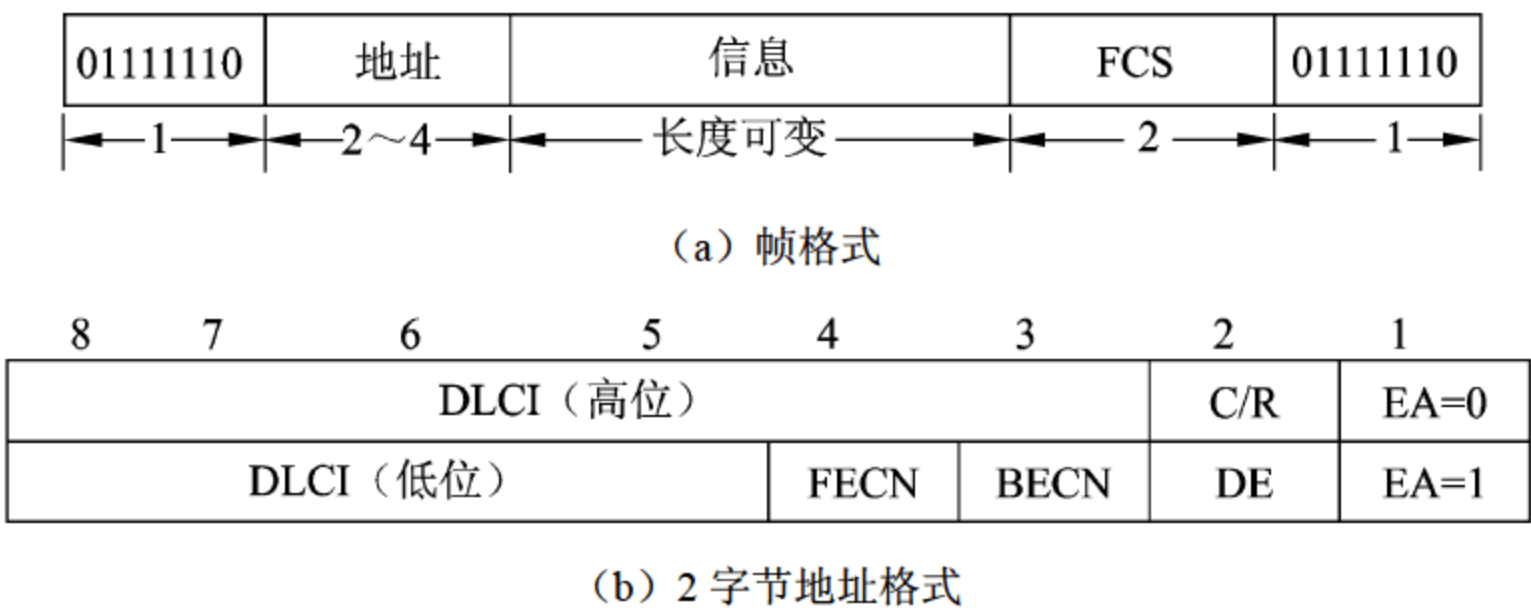 01111110 地址 信息 FCS 01111110
1 2～4 长度可变 2 1
（a）帧格式
8 7 6 5 4 3 2 1
DLCI（高位） C/R EA=0
DLCI（低位） FECN BECN DE EA=1
（b）2 字节地址格式